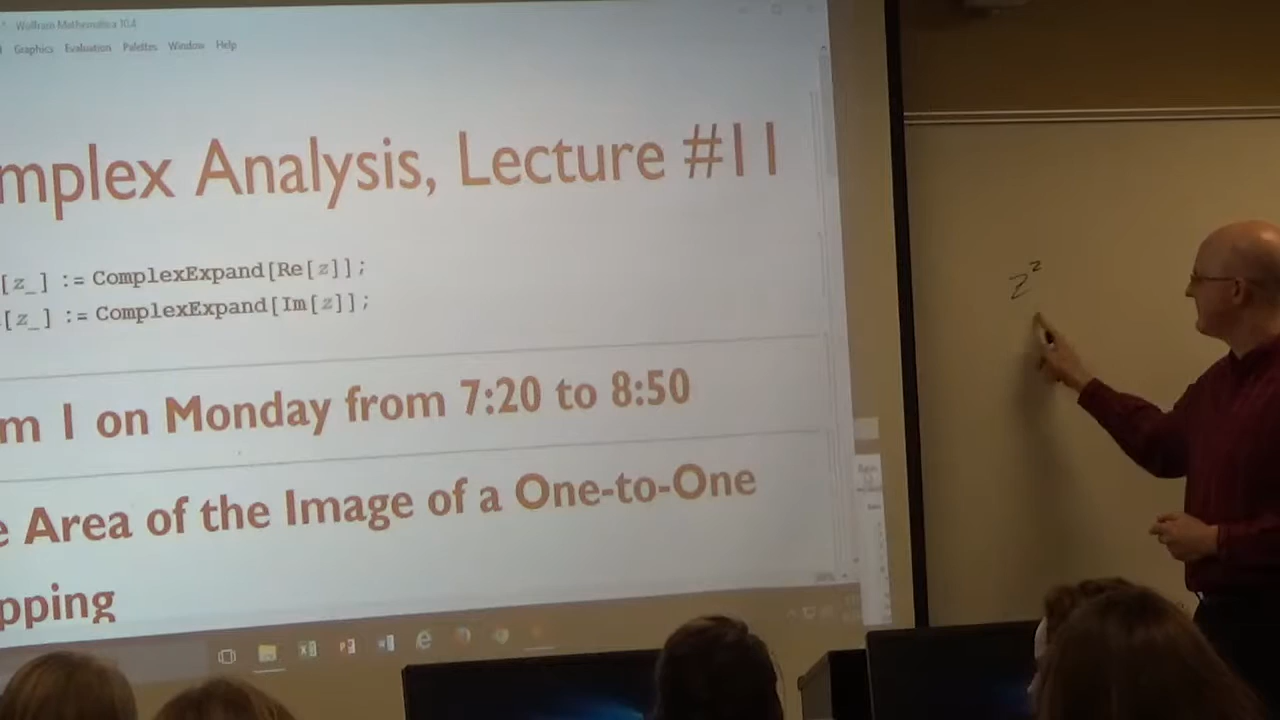 Wolfram Mathematica 10.4
Graphics Evaluation Palettes Window Help
mplex Analysis, Lecture #11
[z_] := ComplexExpand[Re[z]];
[z_] := ComplexExpand[Im[z]];
m 1 on Monday from 7:20 to 8:50
e Area of the Image of a One-to-One
pping
z²